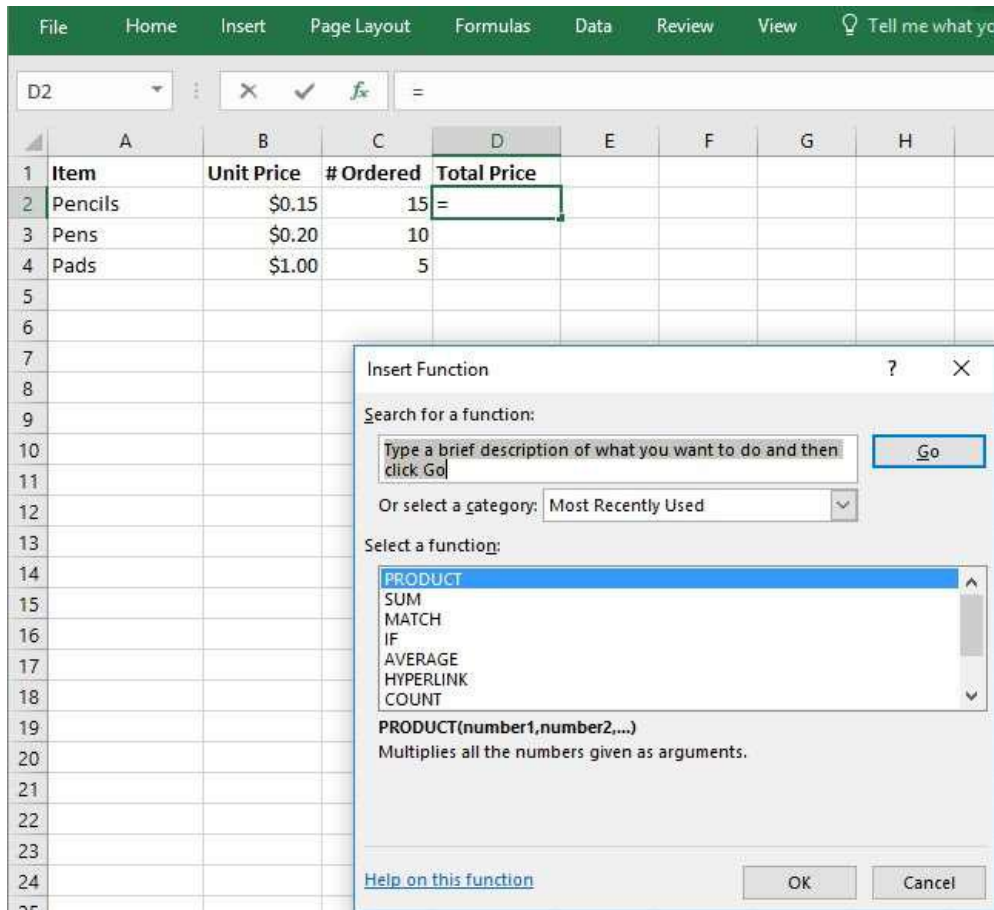 File Home Insert Page Layout Formulas Data Review View Tell me what yo
D2 fx =
A B C D E F G H
1 Item Unit Price # Ordered Total Price
2 Pencils $0.15 15 =
3 Pens $0.20 10
4 Pads $1.00 5
5
6
7
Insert Function ? X
8
Search for a function:
9
10 Type a brief description of what you want to do and then Go
click Go
11
12 Or select a category: Most Recently Used
13 Select a function:
14 PRODUCT
15 SUM
MATCH
16 IF
17 AVERAGE
HYPERLINK
18 COUNT
19 PRODUCT(number1,number2,...)
20 Multiplies all the numbers given as arguments.
21
22
23
24 Help on this function OK Cancel
25